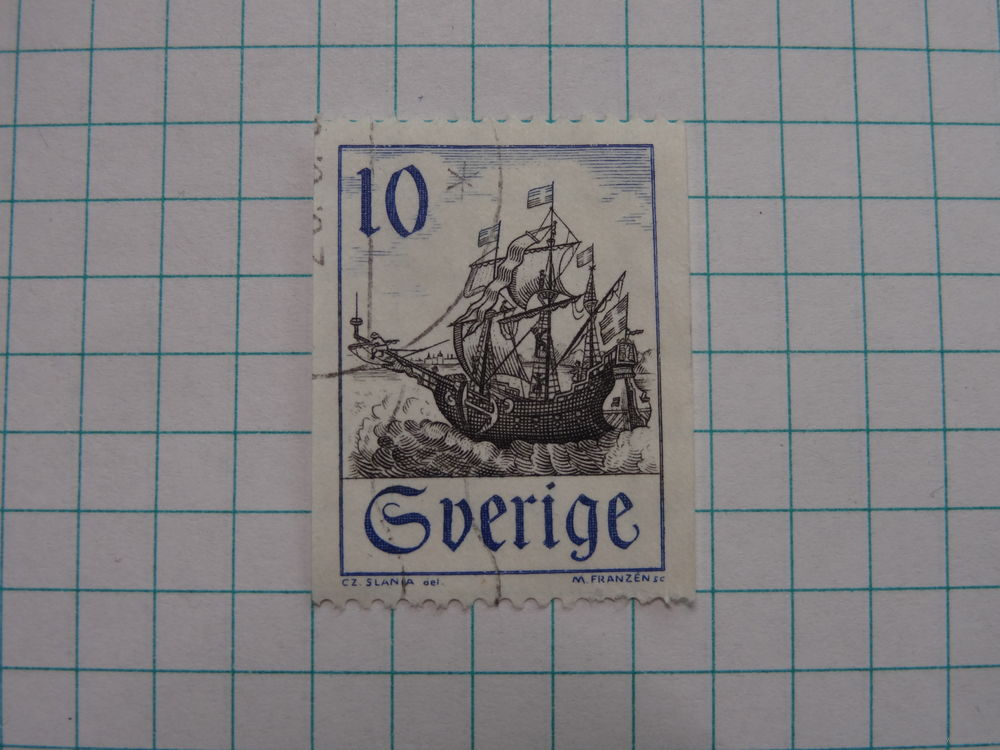 10
Sverige
CZ. SLANIA del.
M. FRANZÉN sc